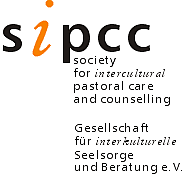 sipcc
society
for intercultural
pastoral care
and counselling
Gesellschaft
für interkulturelle
Seelsorge
und Beratung e.V.